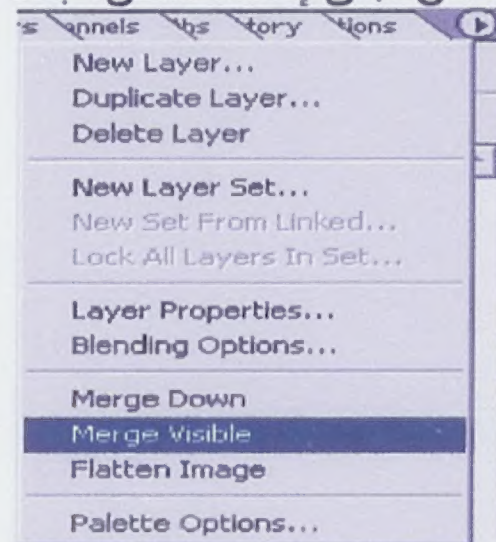 New Layer...
Duplicate Layer...
Delete Layer
New Layer Set...
New Set From Linked...
Lock All Layers In Set...
Layer Properties...
Blending Options...
Merge Down
Merge Visible
Flatten Image
Palette Options...